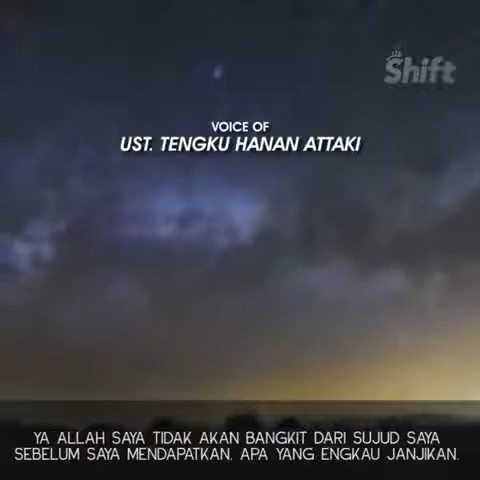 Shift
VOICE OF
UST. TENGKU HANAN ATTAKI
YA ALLAH SAYA TIDAK AKAN BANGKIT DARI SUJUD SAYA
SEBELUM SAYA MENDAPATKAN. APA YANG ENGKAU JANJIKAN.